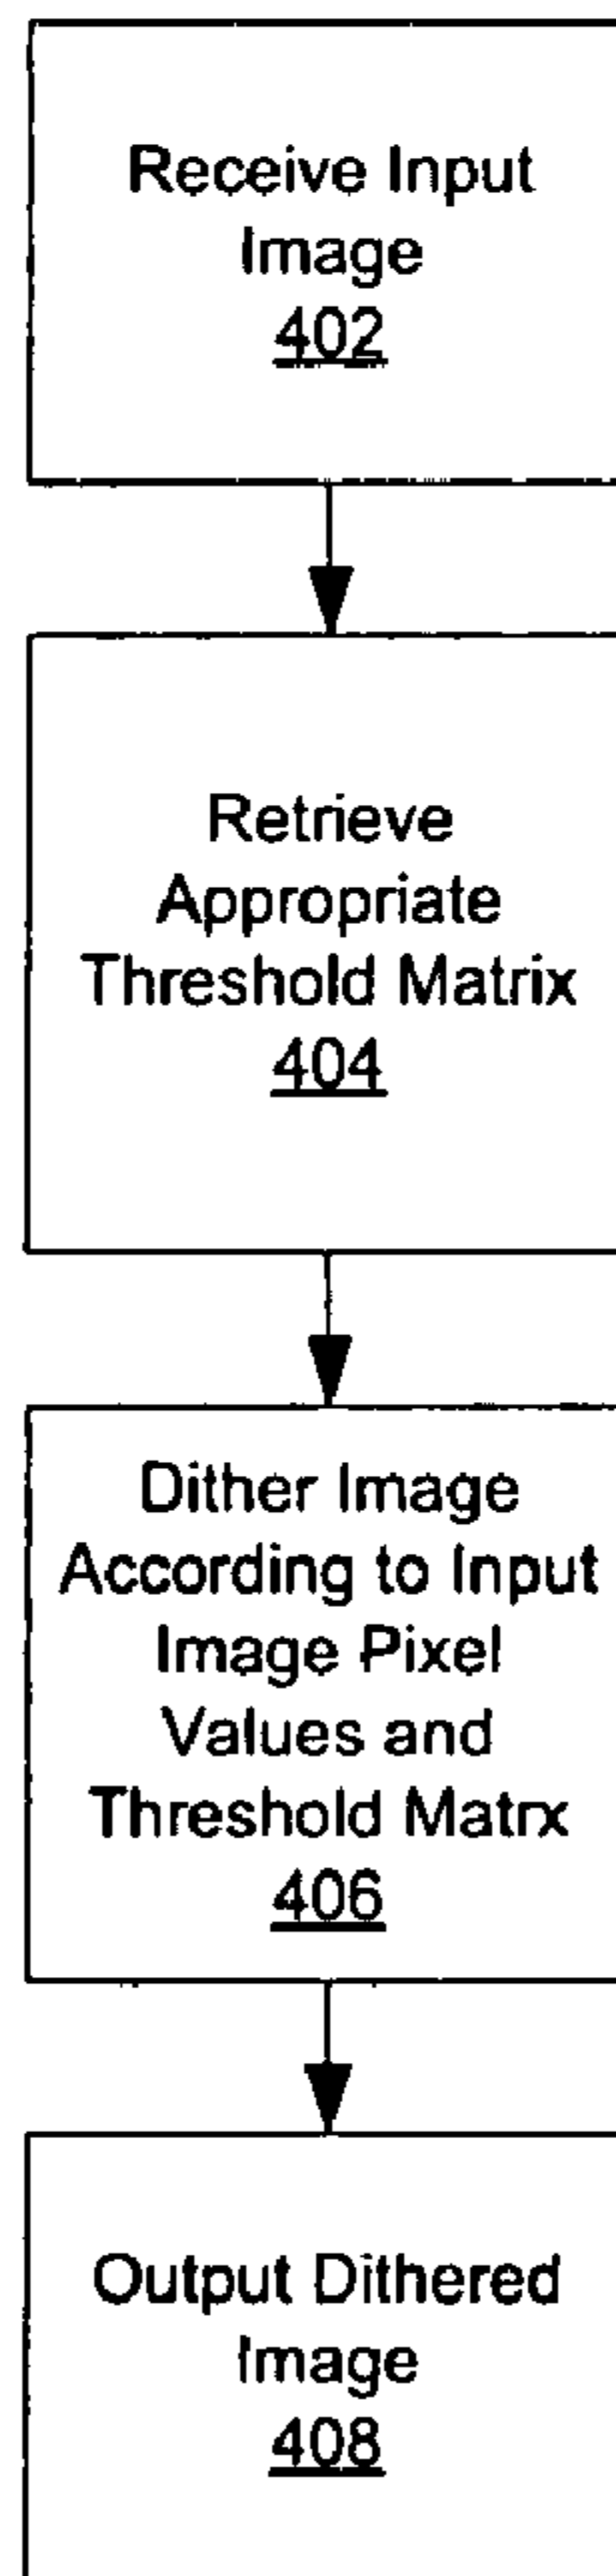 Receive Input
Image
402
Retrieve
Appropriate
Threshold Matrix
404
Dither Image
According to Input
Image Pixel
Values and
Threshold Matrx
406
Output Dithered
Image
408